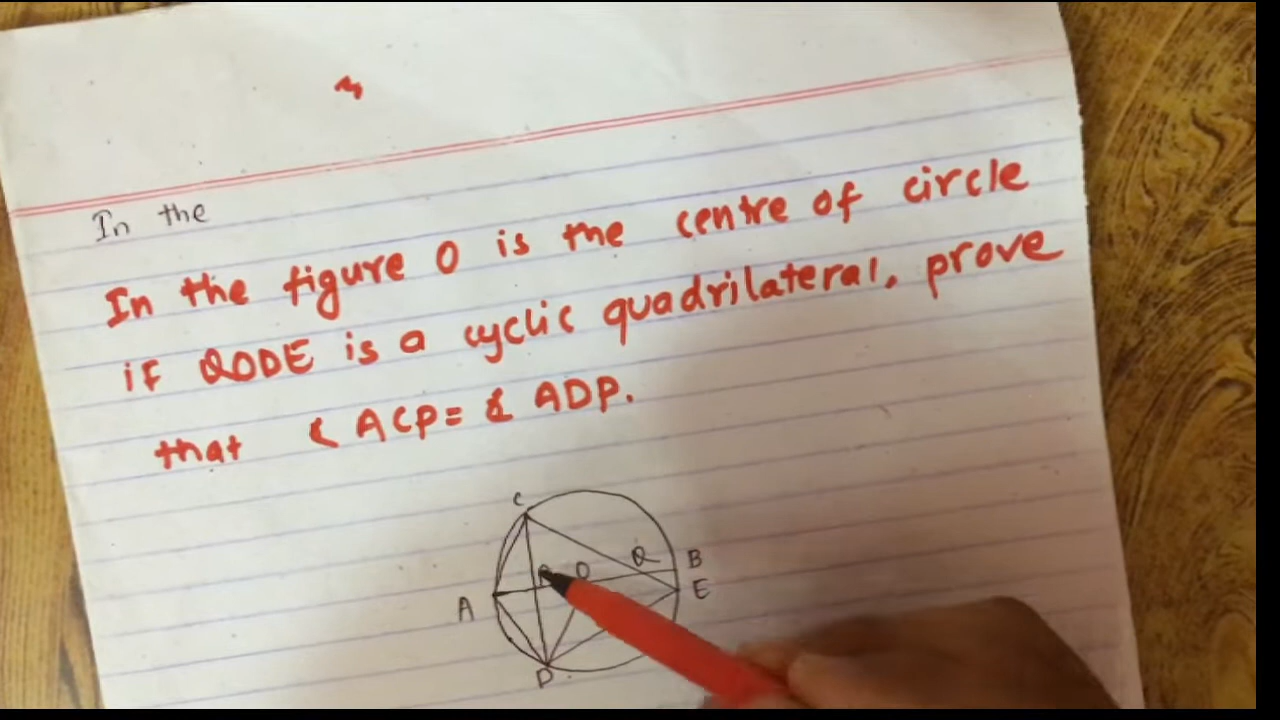 In the
In the figure O is the centre of circle
if QODE is a cyclic quadrilateral, prove
that ∠ACP = ∠ADP.
C
O Q B
A E
D